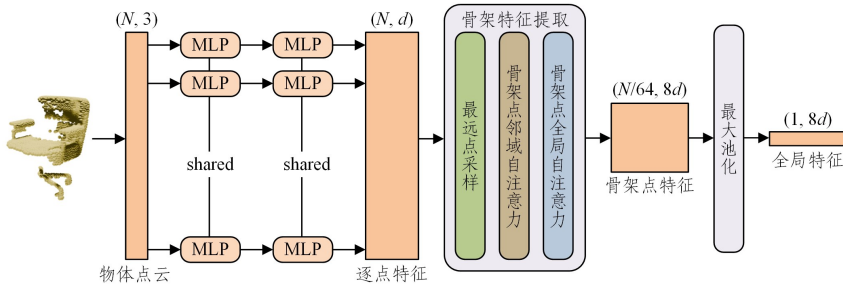 (N, 3)
MLP
MLP
(N, d)
骨架特征提取
MLP
MLP
最远点采样
骨架点邻域自注意力
骨架点全局自注意力
(N/64, 8d)
最大池化
(1, 8d)
shared
shared
全局特征
骨架点特征
MLP
MLP
物体点云
逐点特征